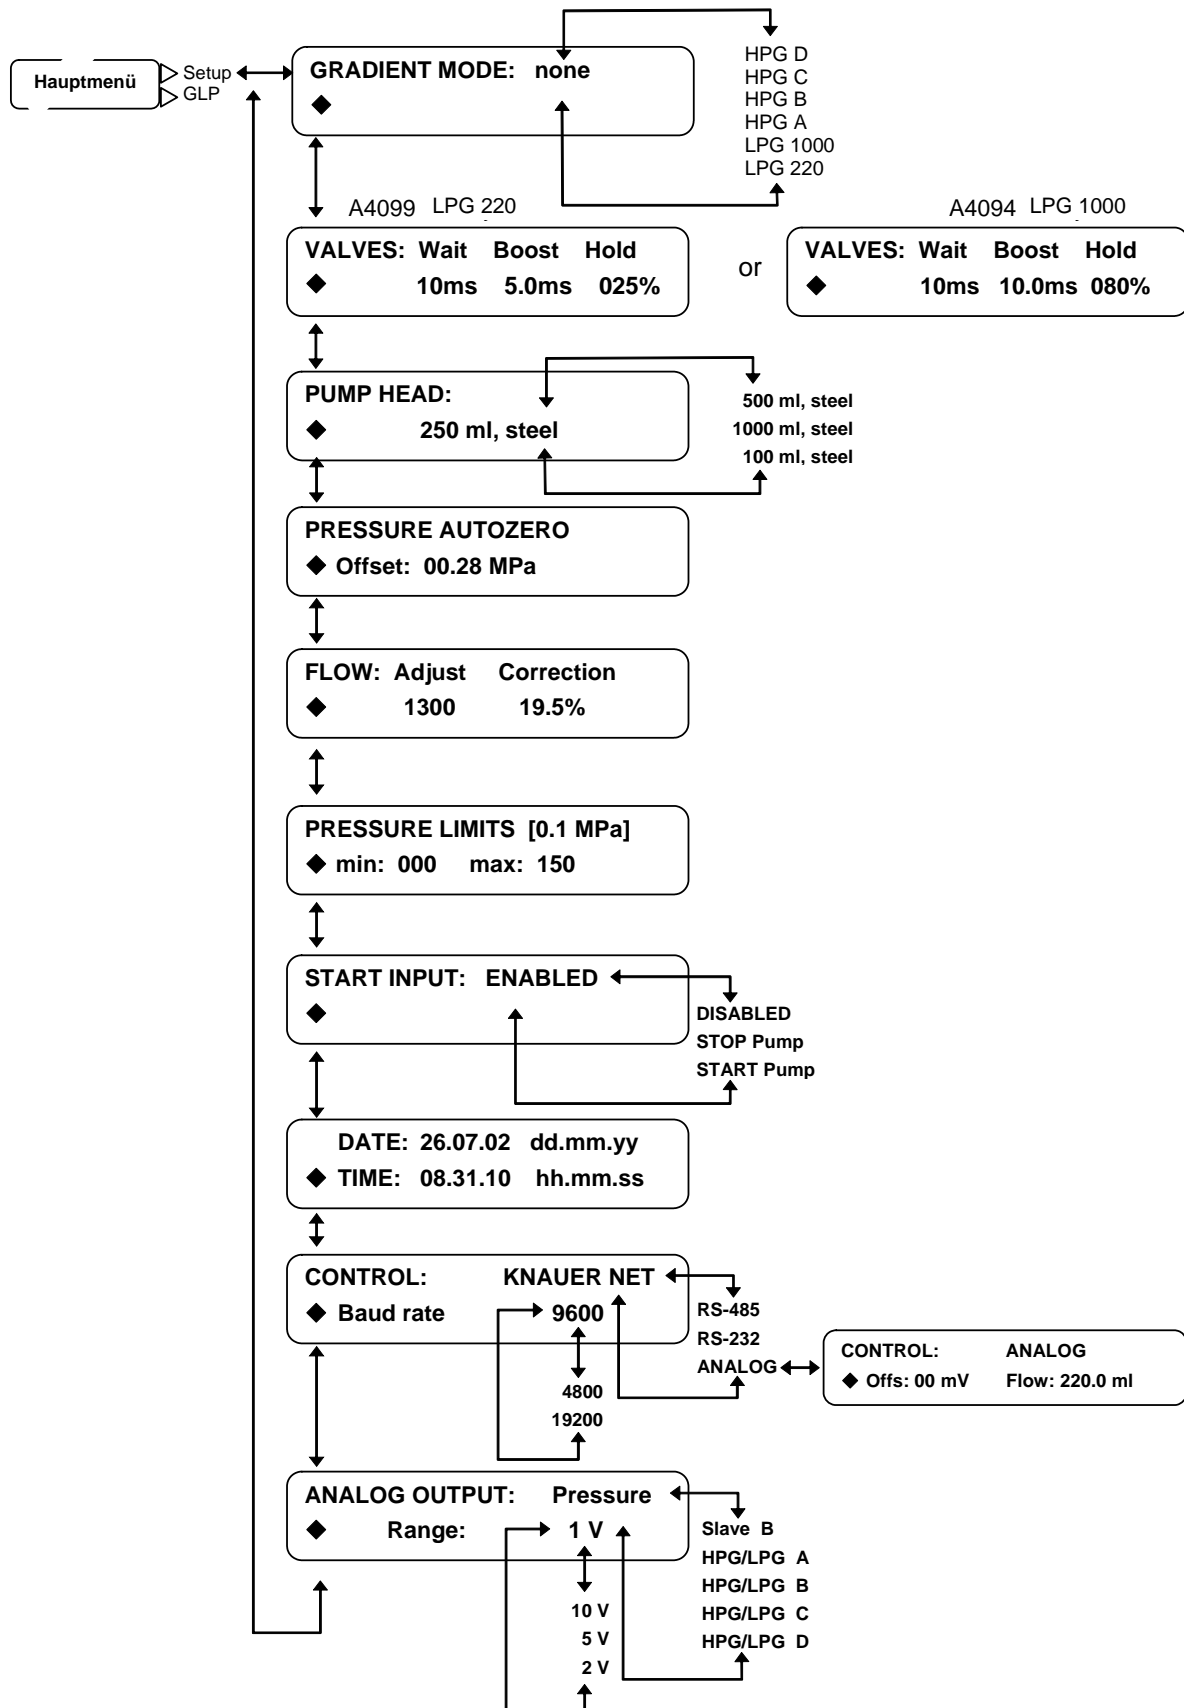 Hauptmenü
Setup
GLP
GRADIENT MODE: none
HPG D
HPG C
HPG B
HPG A
LPG 1000
LPG 220
A4099 LPG 220
VALVES: Wait Boost Hold
10ms 5.0ms 025%
or
A4094 LPG 1000
VALVES: Wait Boost Hold
10ms 10.0ms 080%
PUMP HEAD:
250 ml, steel
500 ml, steel
1000 ml, steel
100 ml, steel
PRESSURE AUTOZERO
Offset: 00.28 MPa
FLOW: Adjust Correction
1300 19.5%
PRESSURE LIMITS [0.1 MPa]
min: 000 max: 150
START INPUT: ENABLED
DISABLED
STOP Pump
START Pump
DATE: 26.07.02 dd.mm.yy
TIME: 08.31.10 hh.mm.ss
CONTROL: KNAUER NET
Baud rate 9600
4800
19200
RS-485
RS-232
ANALOG
CONTROL: ANALOG
Offs: 00 mV Flow: 220.0 ml
ANALOG OUTPUT: Pressure
Range: 1 V
10 V
5 V
2 V
Slave B
HPG/LPG A
HPG/LPG B
HPG/LPG C
HPG/LPG D